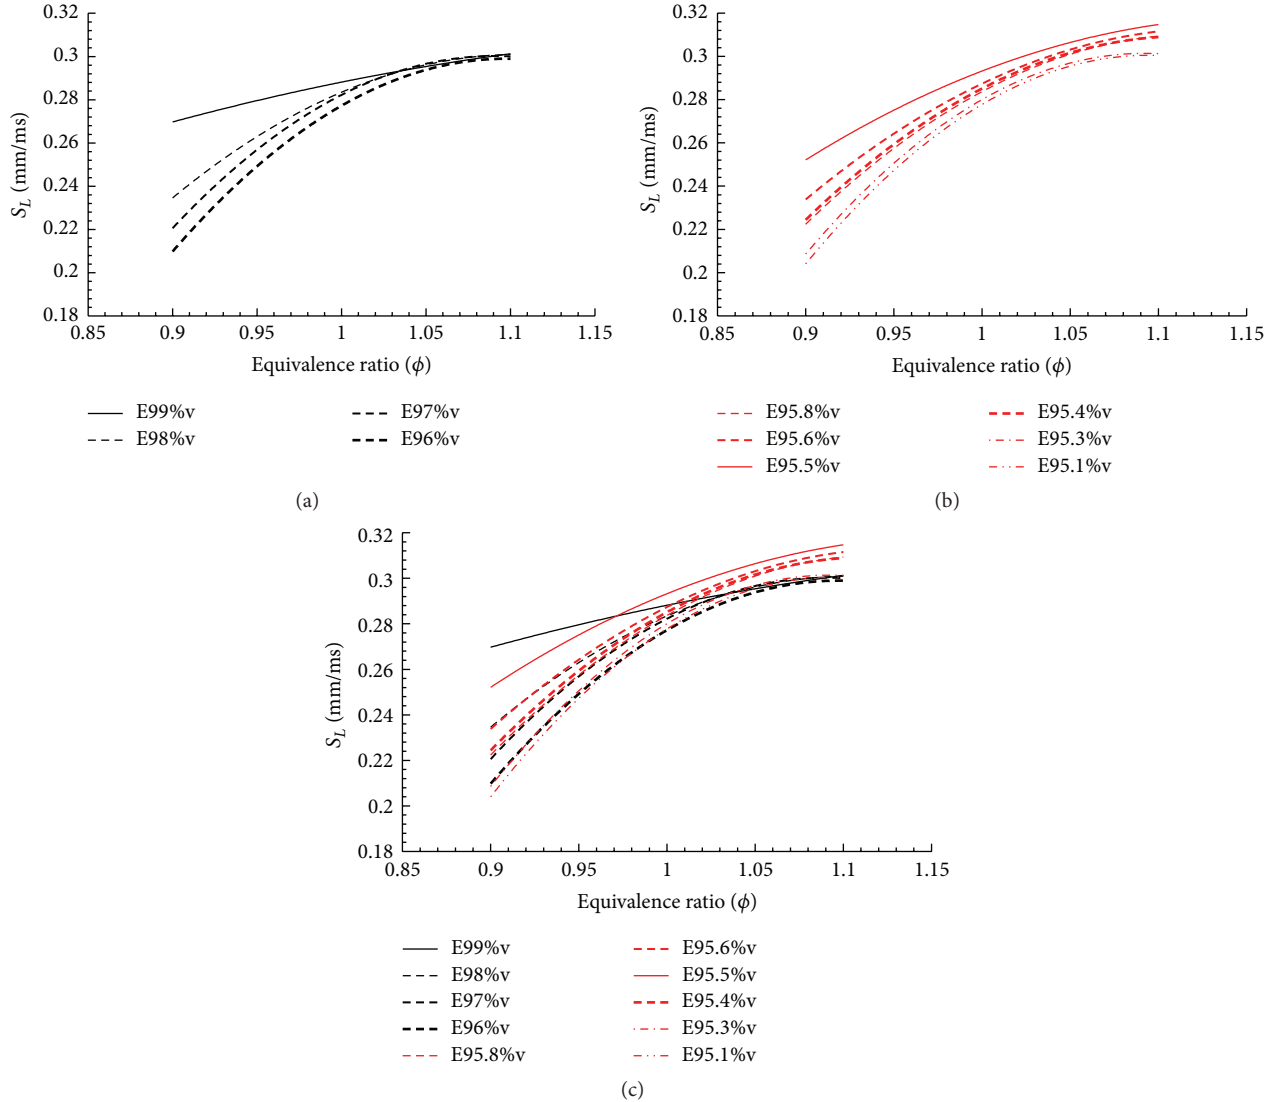 0.32
0.3
0.28
0.26
0.24
0.22
0.2
0.18
S_L (mm/ms)
0.85 0.9 0.95 1 1.05 1.1 1.15
Equivalence ratio (ϕ)
E99%v E97%v
E98%v E96%v
(a)
0.32
0.3
0.28
0.26
0.24
0.22
0.2
0.18
S_L (mm/ms)
0.85 0.9 0.95 1 1.05 1.1 1.15
Equivalence ratio (ϕ)
E95.8%v E95.4%v
E95.6%v E95.3%v
E95.5%v E95.1%v
(b)
0.32
0.3
0.28
0.26
0.24
0.22
0.2
0.18
S_L (mm/ms)
0.85 0.9 0.95 1 1.05 1.1 1.15
Equivalence ratio (ϕ)
E99%v E95.6%v
E98%v E95.5%v
E97%v E95.4%v
E96%v E95.3%v
E95.8%v E95.1%v
(c)